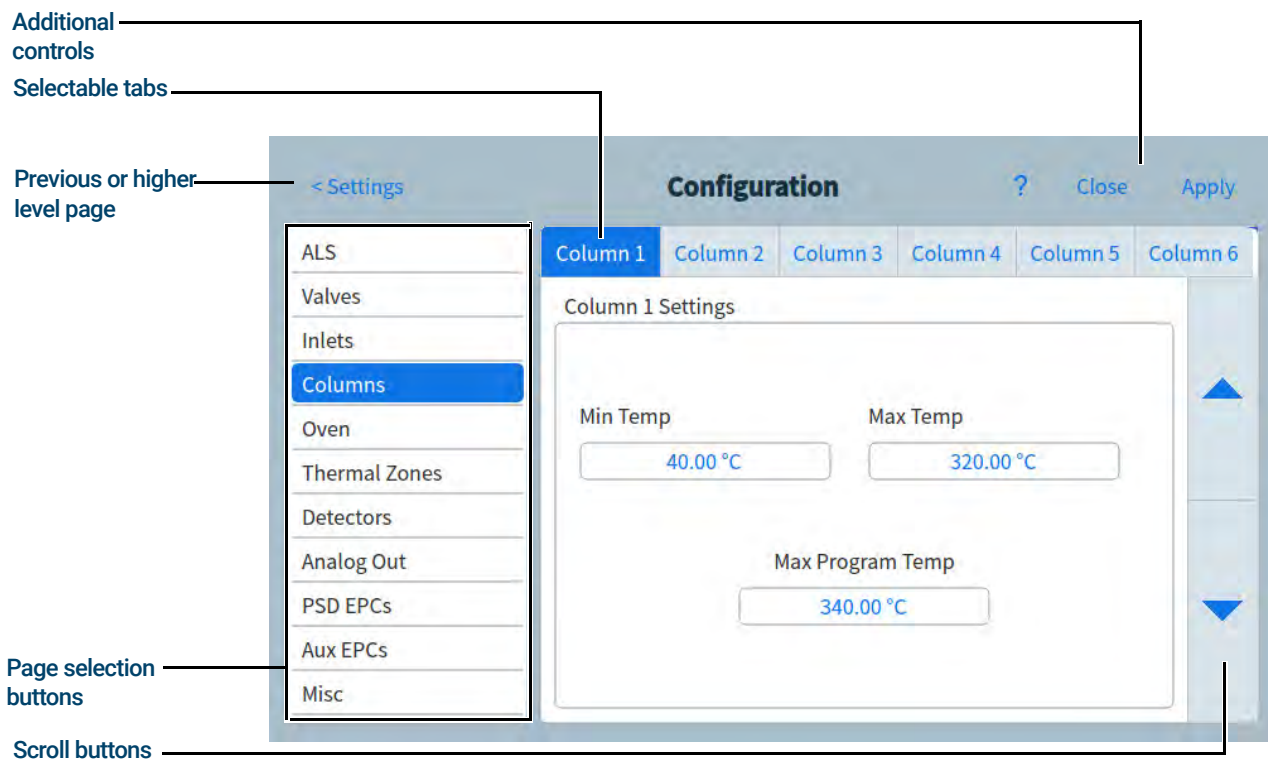 Additional
controls
Selectable tabs
Previous or higher
level page
< Settings
Configuration
?
Close
Apply
ALS
Valves
Inlets
Columns
Oven
Thermal Zones
Detectors
Analog Out
PSD EPCs
Aux EPCs
Misc
Column 1
Column 2
Column 3
Column 4
Column 5
Column 6
Column 1 Settings
Min Temp
40.00 °C
Max Temp
320.00 °C
Max Program Temp
340.00 °C
Page selection
buttons
Scroll buttons